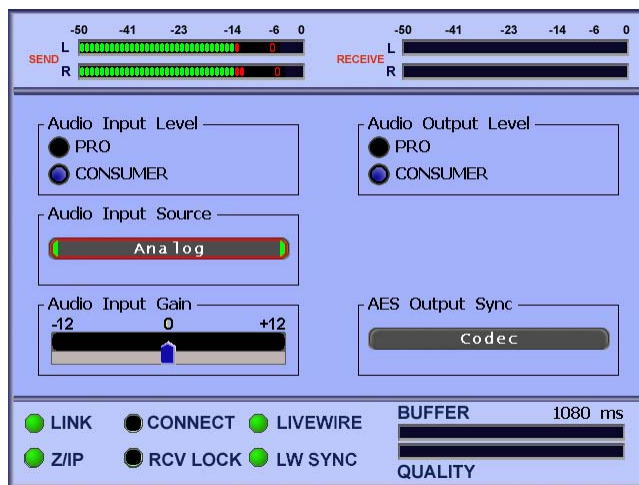 -50 -41 -23 -14 -6 0 -50 -41 -23 -14 -6 0
L L
SEND RECEIVE
R R
Audio Input Level Audio Output Level
PRO PRO
CONSUMER CONSUMER
Audio Input Source
Analog
Audio Input Gain AES Output Sync
-12 0 +12
Codec
LINK CONNECT LIVEWIRE BUFFER 1080 ms
Z/IP RCV LOCK LW SYNC
QUALITY